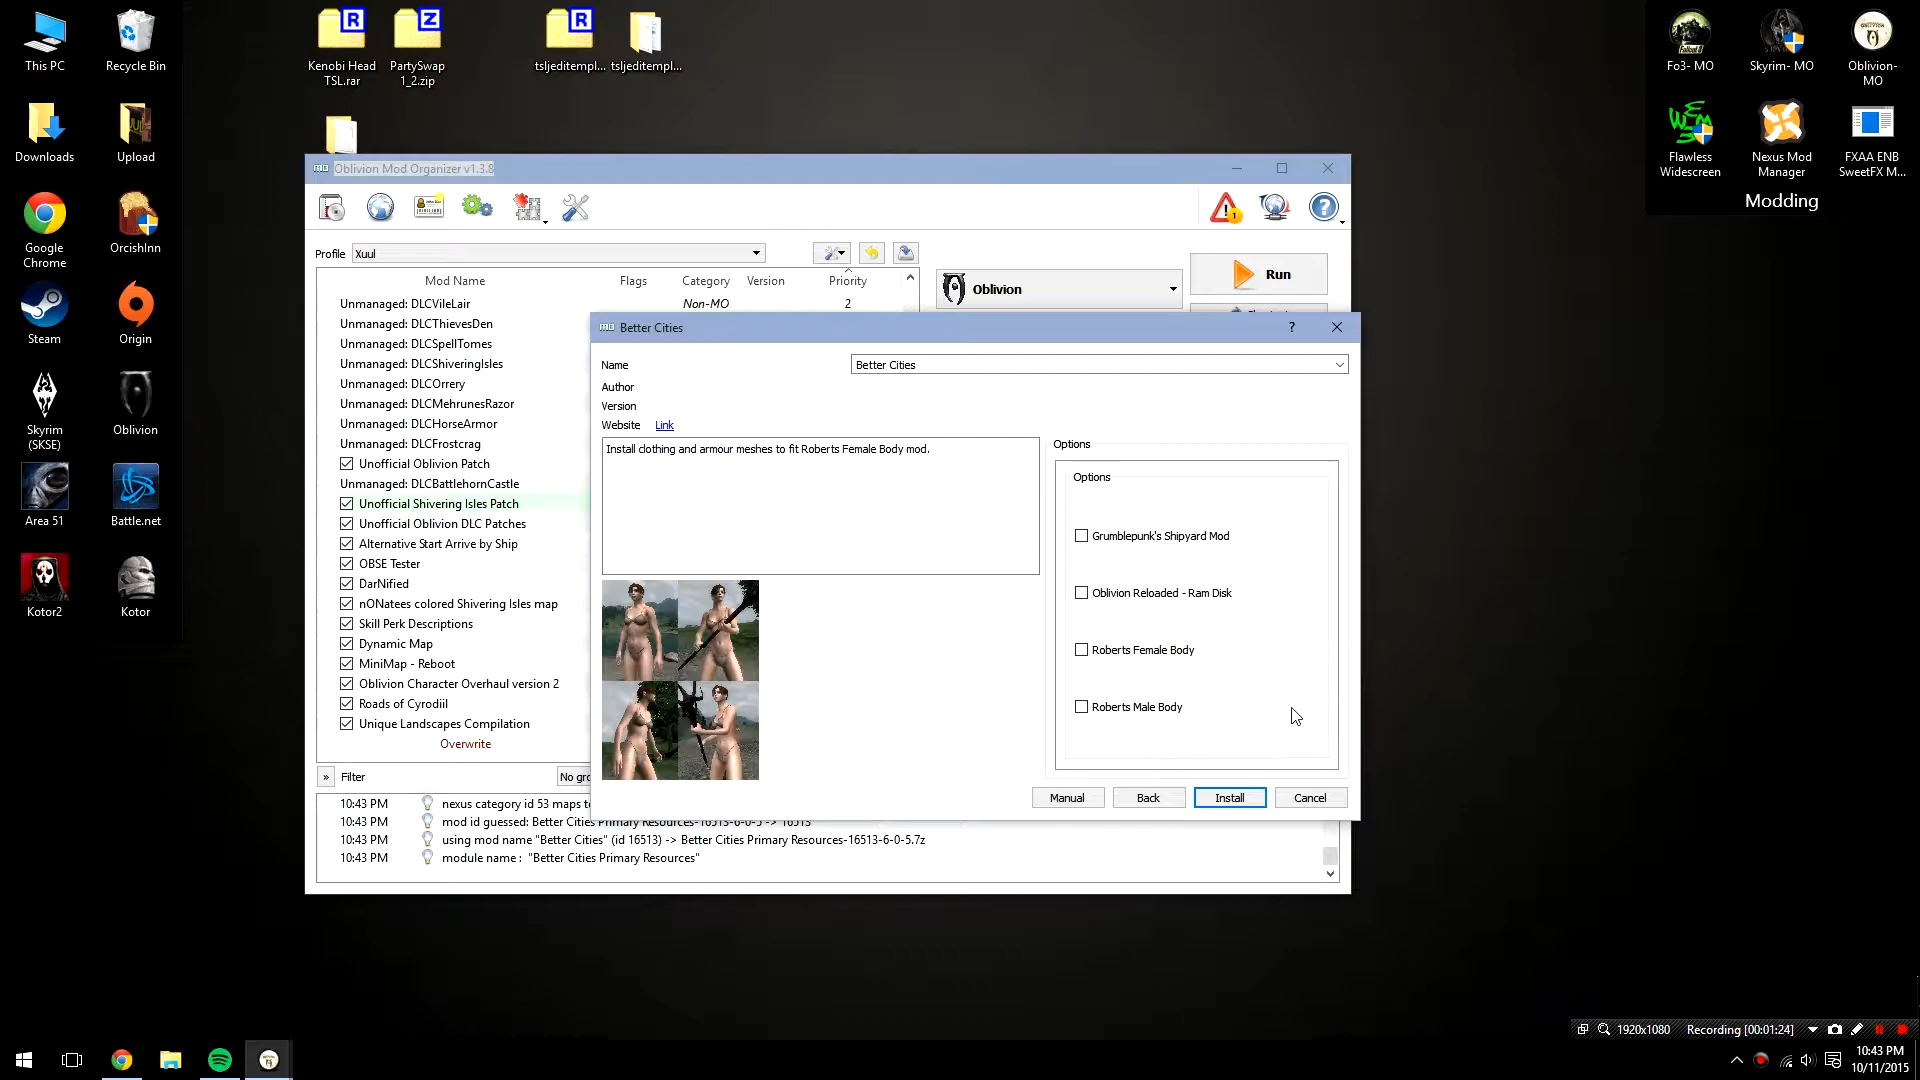 This PC
Recycle Bin
Kenobi Head
TSL.rar
PartySwap
1_2.zip
tsljeditempl...
tsljeditempl...
Fo3- MO
Skyrim- MO
Oblivion-
MO
Downloads
Upload
Flawless
Widescreen
Nexus Mod
Manager
FXAA ENB
SweetFX M...
Modding
Google
Chrome
OrcishInn
Steam
Origin
Skyrim
(SKSE)
Oblivion
Area 51
Battle.net
Kotor2
Kotor
Oblivion Mod Organizer v1.3.8
Profile
Xuul
Mod Name
Flags
Category
Version
Priority
Unmanaged: DLCVileLair
Non-MO
2
Unmanaged: DLCThievesDen
Unmanaged: DLCSpellTomes
Unmanaged: DLCShiveringIsles
Unmanaged: DLCOrrery
Unmanaged: DLCMehrunesRazor
Unmanaged: DLCHorseArmor
Unmanaged: DLCFrostcrag
Unofficial Oblivion Patch
Unmanaged: DLCBattlehornCastle
Unofficial Shivering Isles Patch
Unofficial Oblivion DLC Patches
Alternative Start Arrive by Ship
OBSE Tester
DarNified
nONatees colored Shivering Isles map
Skill Perk Descriptions
Dynamic Map
MiniMap - Reboot
Oblivion Character Overhaul version 2
Roads of Cyrodiil
Unique Landscapes Compilation
Overwrite
»
Filter
No gro
Oblivion
Run
Better Cities
?
Name
Better Cities
Author
Version
Website
Link
Install clothing and armour meshes to fit Roberts Female Body mod.
Options
Options
Grumblepunk's Shipyard Mod
Oblivion Reloaded - Ram Disk
Roberts Female Body
Roberts Male Body
Manual
Back
Install
Cancel
10:43 PM nexus category id 53 maps to
10:43 PM mod id guessed: Better Cities Primary Resources-16513-6-0-5 -> 16513
10:43 PM using mod name "Better Cities" (id 16513) -> Better Cities Primary Resources-16513-6-0-5.7z
10:43 PM module name : "Better Cities Primary Resources"
1920x1080
Recording [00:01:24]
10:43 PM
10/11/2015